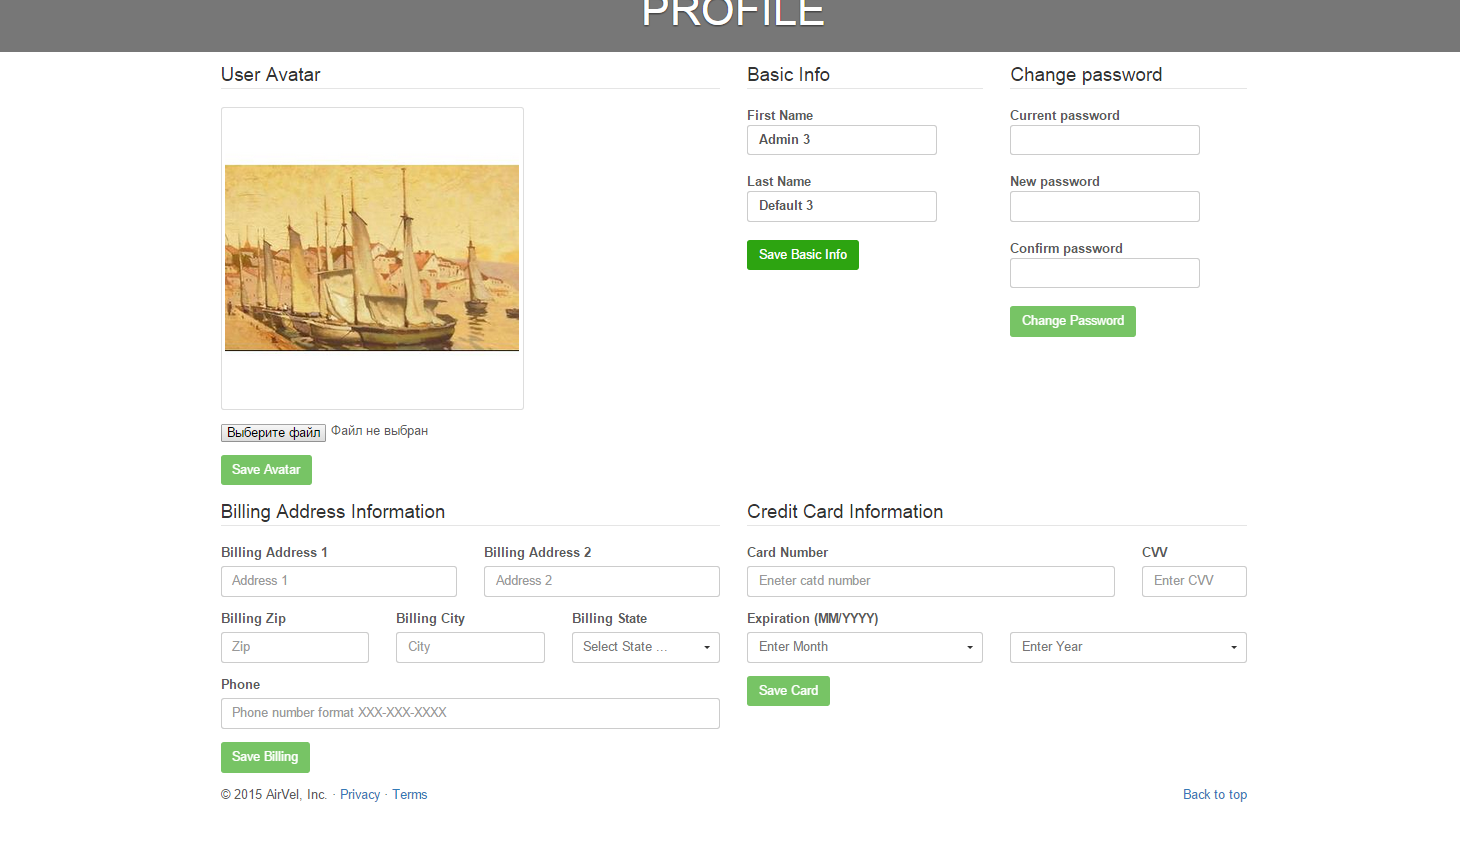 PROFILE
User Avatar
Выберите файл Файл не выбран
Save Avatar
Basic Info
First Name
Admin 3
Last Name
Default 3
Save Basic Info
Change password
Current password
New password
Confirm password
Change Password
Billing Address Information
Billing Address 1 Billing Address 2
Address 1 Address 2
Billing Zip Billing City Billing State
Zip City Select State ...
Phone
Phone number format XXX-XXX-XXXX
Save Billing
Credit Card Information
Card Number CVV
Eneter catd number Enter CVV
Expiration (MM/YYYY)
Enter Month Enter Year
Save Card
© 2015 AirVel, Inc. · Privacy · Terms
Back to top